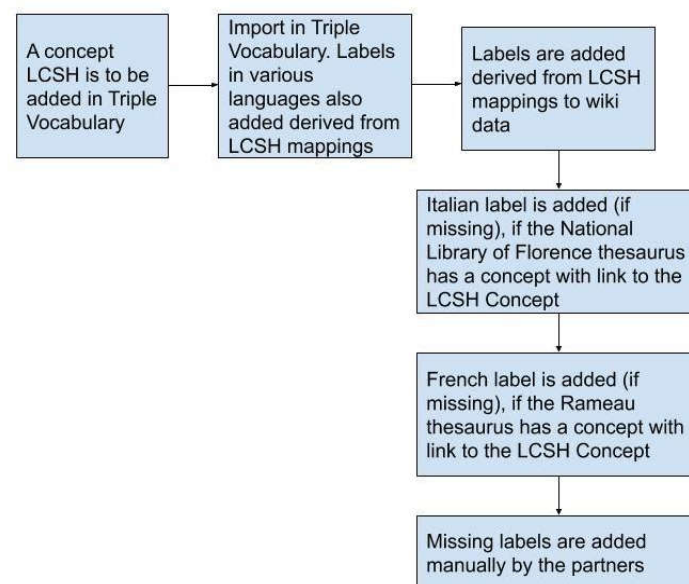 A concept
LCSH is to be
added in Triple
Vocabulary
Import in Triple
Vocabulary. Labels
in various
languages also
added derived from
LCSH mappings
Labels are added
derived from LCSH
mappings to wiki
data
Italian label is added (if
missing), if the National
Library of Florence thesaurus
has a concept with link to the
LCSH Concept
French label is added (if
missing), if the Rameau
thesaurus has a concept with
link to the LCSH Concept
Missing labels are added
manually by the partners